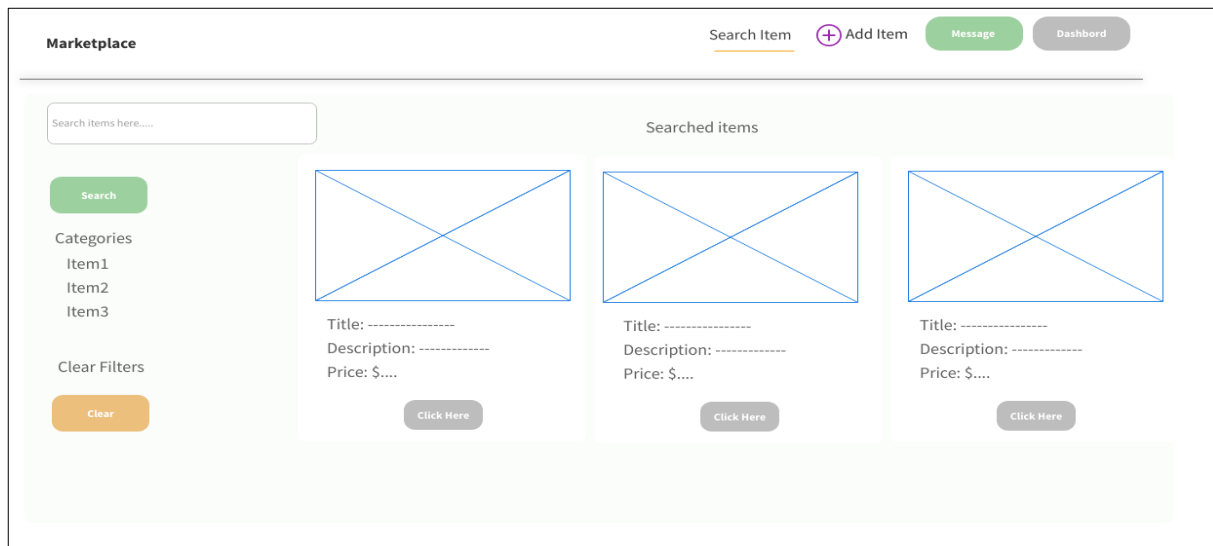 Marketplace
Search Item
Add Item
Message
Dashbord
Search items here.....
Searched items
Search
Categories
Item1
Item2
Item3
Clear Filters
Clear
Title: ----------------
Description: -------------
Price: $....
Click Here
Title: ----------------
Description: -------------
Price: $....
Click Here
Title: ----------------
Description: -------------
Price: $....
Click Here